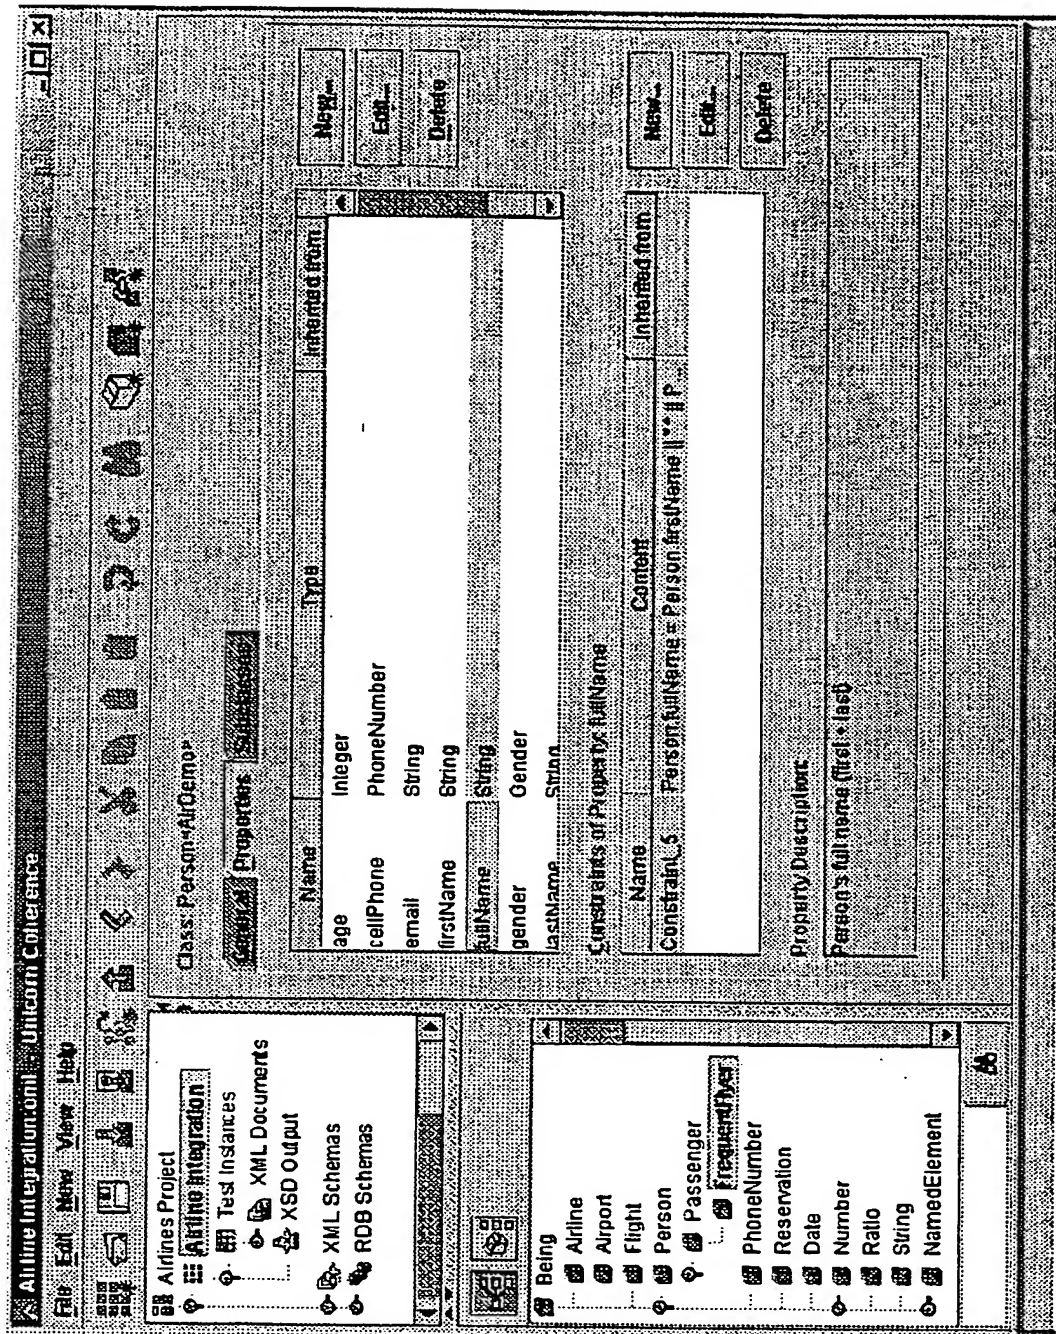 Airline Integration.oml - Unicorn Coherence
File Edit New View Help
Airlines Project
Airline Integration
Test Instances
XML Documents
XSD Output
XML Schemas
RDB Schemas
Being
Airline
Airport
Flight
Person
Passenger
FrequentFlyer
PhoneNumber
Reservation
Date
Number
Ratio
String
NamedElement
Class: Person
General Properties Subclasses
Name Type Inherited from
age Integer
cellPhone PhoneNumber
email String
firstName String
fullName String
gender Gender
lastName String
New...
Edit...
Delete
Constraints of Property: fullName
Name Content Inherited from
Constraint_5 Person.fullName = Person.firstName || " " || P...
New...
Edit...
Delete
Property Description:
Person's full name (first + last)